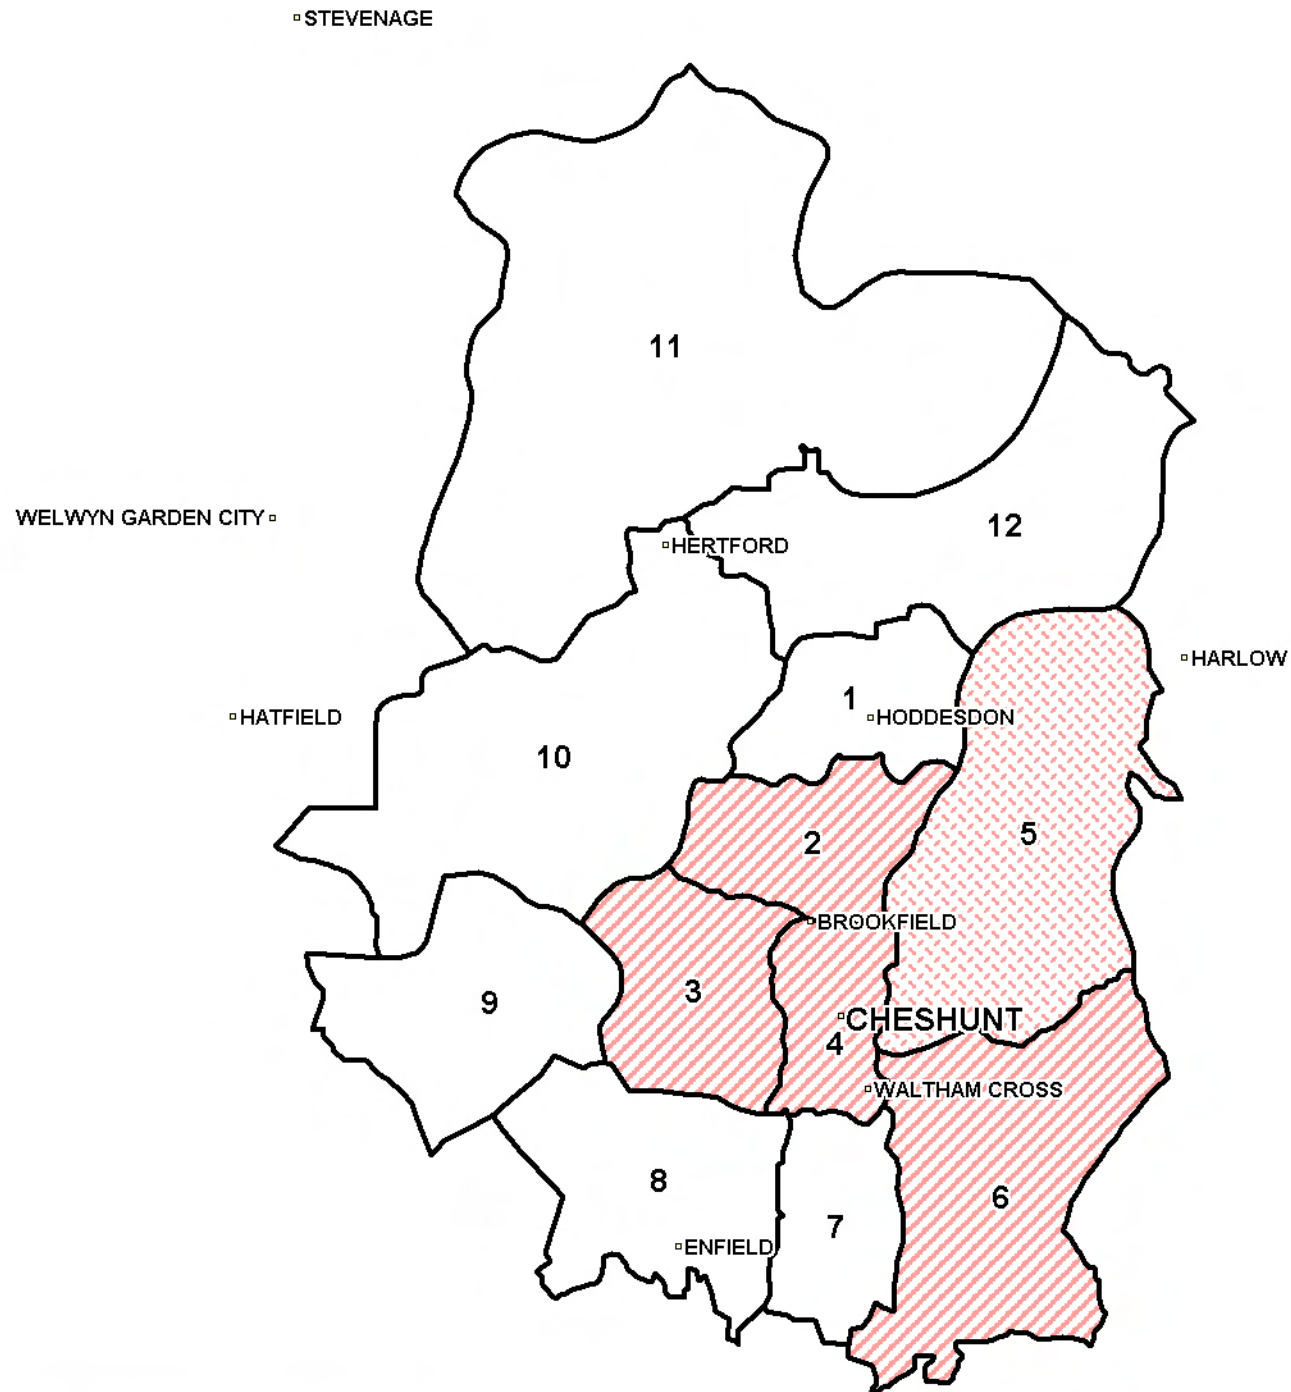 STEVENAGE
11
WELWYN GARDEN CITY
12
HERTFORD
HARLOW
1
HATFIELD
HODDESDON
10
2
5
BROOKFIELD
3
9
CHESHUNT
4
WALTHAM CROSS
8
6
7
ENFIELD